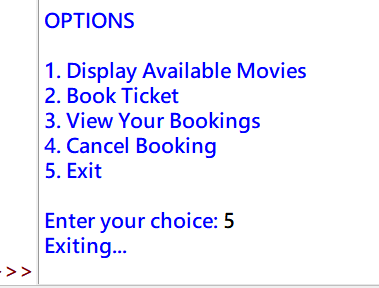 OPTIONS
1. Display Available Movies
2. Book Ticket
3. View Your Bookings
4. Cancel Booking
5. Exit
Enter your choice: 5
Exiting...
>>>